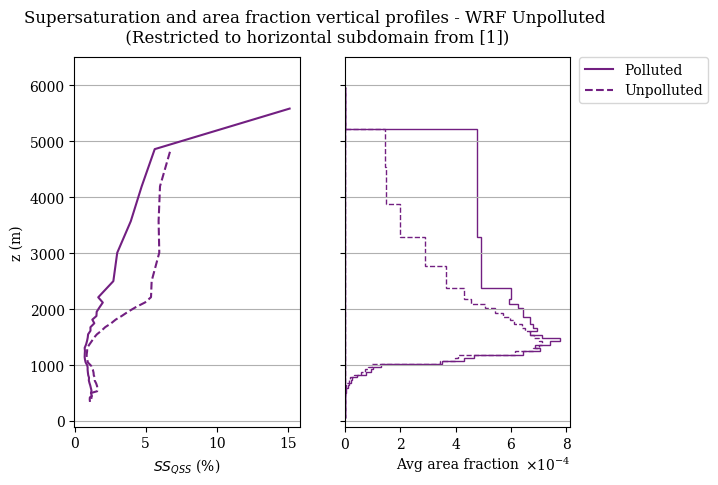 Supersaturation and area fraction vertical profiles - WRF Unpolluted
(Restricted to horizontal subdomain from [1])
Polluted
Unpolluted
6000
5000
4000
3000
2000
1000
0
z (m)
0 5 10 15
0 2 4 6 8
SS_QSS (%)
Avg area fraction ×10⁻⁴